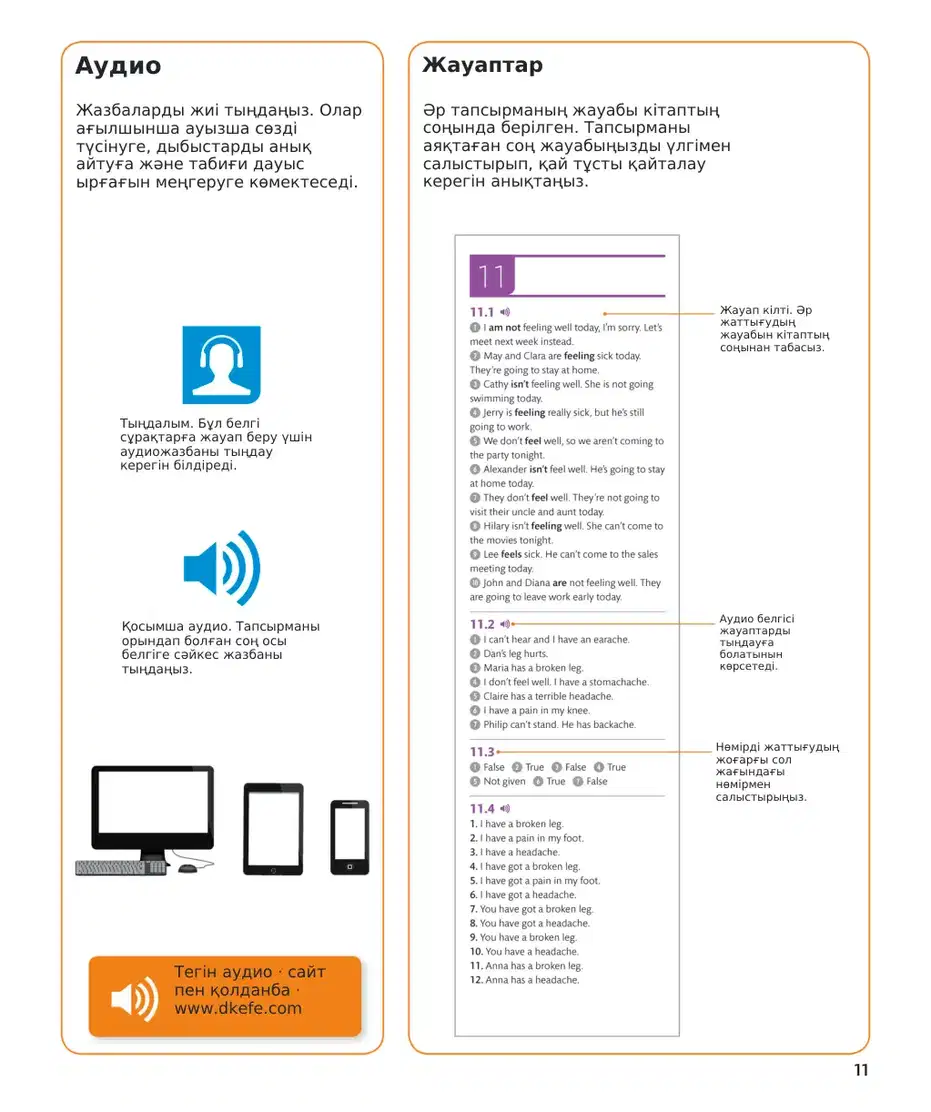 Аудио
Жазбаларды жиі тыңдаңыз. Олар
ағылшынша ауызша сөзді
түсінуге, дыбыстарды анық
айтуға және табиғи дауыс
ырғағын меңгеруге көмектеседі.
Тыңдалым. Бұл белгі
сұрақтарға жауап беру үшін
аудиожазбаны тыңдау
керегін білдіреді.
Қосымша аудио. Тапсырманы
орындап болған соң осы
белгіге сәйкес жазбаны
тыңдаңыз.
Тегін аудио · сайт
пен қолданба ·
www.dkefe.com
Жауаптар
Әр тапсырманың жауабы кітаптың
соңында берілген. Тапсырманы
аяқтаған соң жауабыңызды үлгімен
салыстырып, қай тұсты қайталау
керегін анықтаңыз.
11
11.1
1 I am not feeling well today, I'm sorry. Let's
meet next week instead.
2 May and Clara are feeling sick today.
They're going to stay at home.
3 Cathy isn't feeling well. She is not going
swimming today.
4 Jerry is feeling really sick, but he's still
going to work.
5 We don't feel well, so we aren't coming to
the party tonight.
6 Alexander isn't feel well. He's going to stay
at home today.
7 They don't feel well. They're not going to
visit their uncle and aunt today.
8 Hilary isn't feeling well. She can't come to
the movies tonight.
9 Lee feels sick. He can't come to the sales
meeting today.
10 John and Diana are not feeling well. They
are going to leave work early today.
11.2
1 I can't hear and I have an earache.
2 Dan's leg hurts.
3 Maria has a broken leg.
4 I don't feel well. I have a stomachache.
5 Claire has a terrible headache.
6 I have a pain in my knee.
7 Philip can't stand. He has backache.
11.3
1 False 2 True 3 False 4 True
5 Not given 6 True 7 False
11.4
1. I have a broken leg.
2. I have a pain in my foot.
3. I have a headache.
4. I have got a broken leg.
5. I have got a pain in my foot.
6. I have got a headache.
7. You have got a broken leg.
8. You have got a headache.
9. You have a broken leg.
10. You have a headache.
11. Anna has a broken leg.
12. Anna has a headache.
Жауап кілті. Әр
жаттығудың
жауабын кітаптың
соңынан табасыз.
Аудио белгісі
жауаптарды
тыңдауға
болатынын
көрсетеді.
Нөмірді жаттығудың
жоғарғы сол
жағындағы
нөмірмен
салыстырыңыз.
11